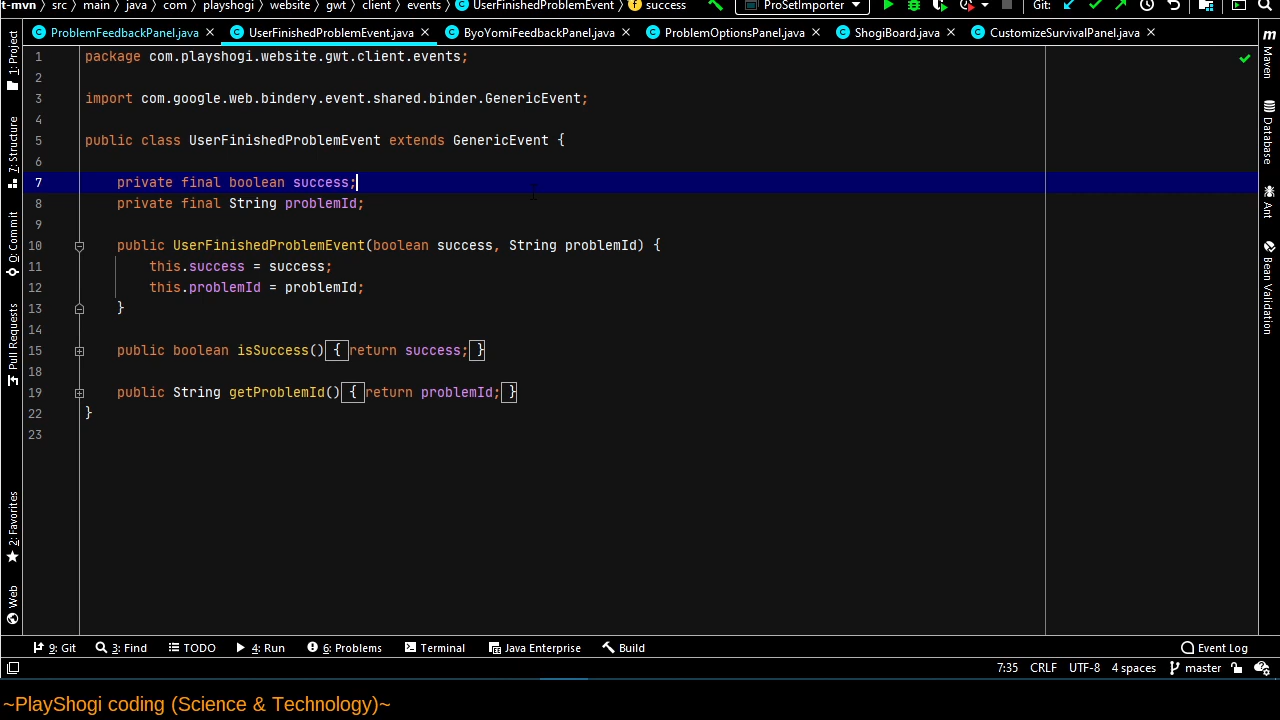 t-mvn 〉 src 〉 main 〉 java 〉 com 〉 playshogi 〉 website 〉 gwt 〉 client 〉 events 〉 UserFinishedProblemEvent 〉 success ProSetImporter Git:
ProblemFeedbackPanel.java UserFinishedProblemEvent.java ByoYomiFeedbackPanel.java ProblemOptionsPanel.java ShogiBoard.java CustomizeSurvivalPanel.java
1: Project
7: Structure
0: Commit
Pull Requests
2: Favorites
Web
1 package com.playshogi.website.gwt.client.events;
2
3 import com.google.web.bindery.event.shared.binder.GenericEvent;
4
5 public class UserFinishedProblemEvent extends GenericEvent {
6
7 private final boolean success;
8 private final String problemId;
9
10 public UserFinishedProblemEvent(boolean success, String problemId) {
11 this.success = success;
12 this.problemId = problemId;
13 }
14
15 public boolean isSuccess() { return success; }
18
19 public String getProblemId() { return problemId; }
22 }
23
Maven
Database
Ant
Bean Validation
9: Git 3: Find TODO 4: Run 6: Problems Terminal Java Enterprise Build Event Log
7:35 CRLF UTF-8 4 spaces master
~PlayShogi coding (Science & Technology)~